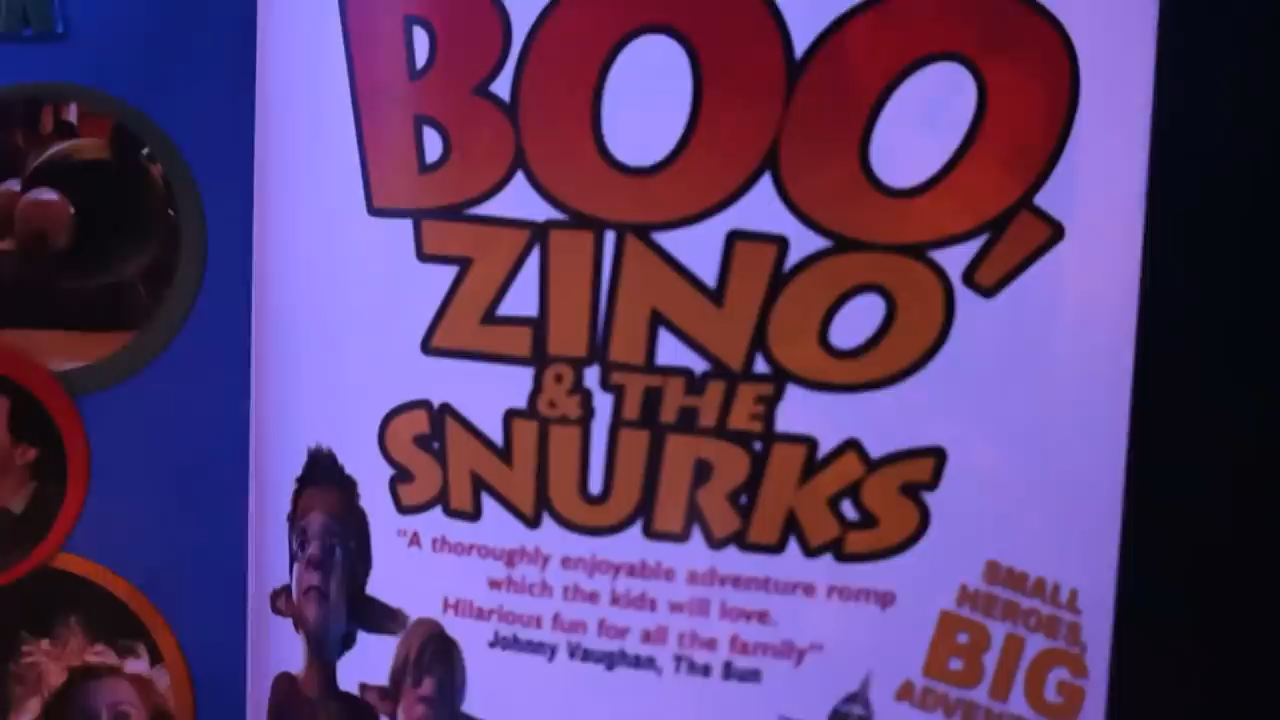 BOO,
ZINO
& THE
SNURKS
"A thoroughly enjoyable adventure romp
which the kids will love.
Hilarious fun for all the family"
Johnny Vaughan, The Sun
SMALL
HEROES,
BIG